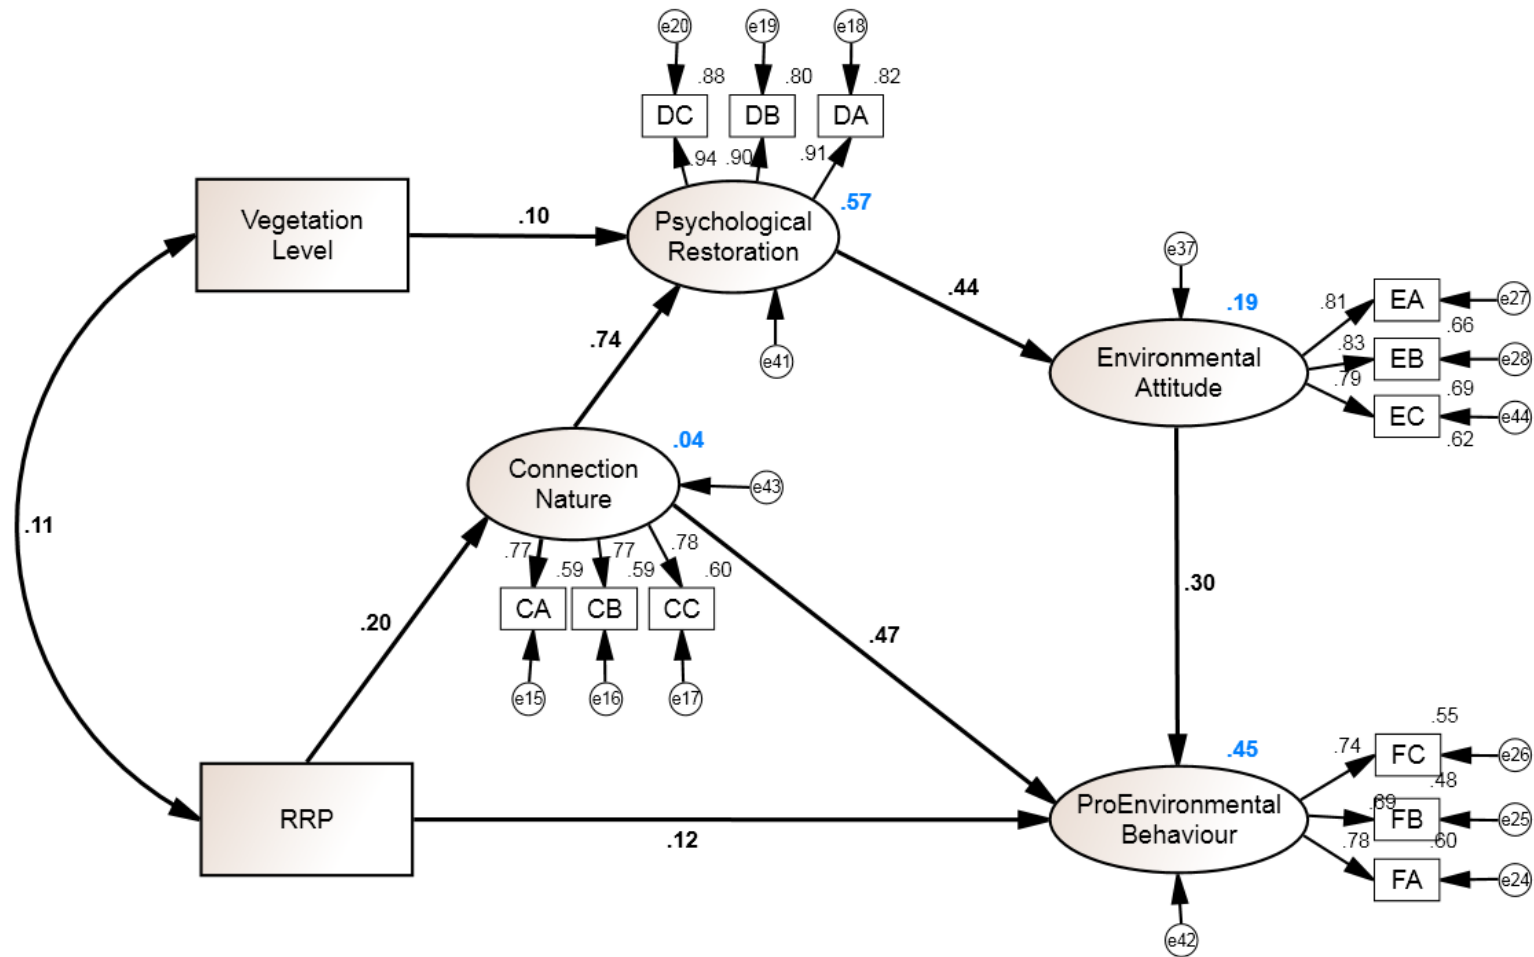 e20
e19
e18
.88
.80
.82
DC
DB
DA
.94
.90
.91
Vegetation
Level
.10
Psychological
Restoration
.57
e41
.44
e37
.19
Environmental
Attitude
.81
EA
e27
.66
.83
EB
e28
.69
.79
EC
e44
.62
.74
Connection
Nature
.04
e43
.77
.77
.78
.59
.59
.60
CA
CB
CC
e15
e16
e17
.11
.20
.47
.30
RRP
.12
ProEnvironmental
Behaviour
.45
e42
.55
.74
FC
e26
.48
.69
FB
e25
.60
.78
FA
e24